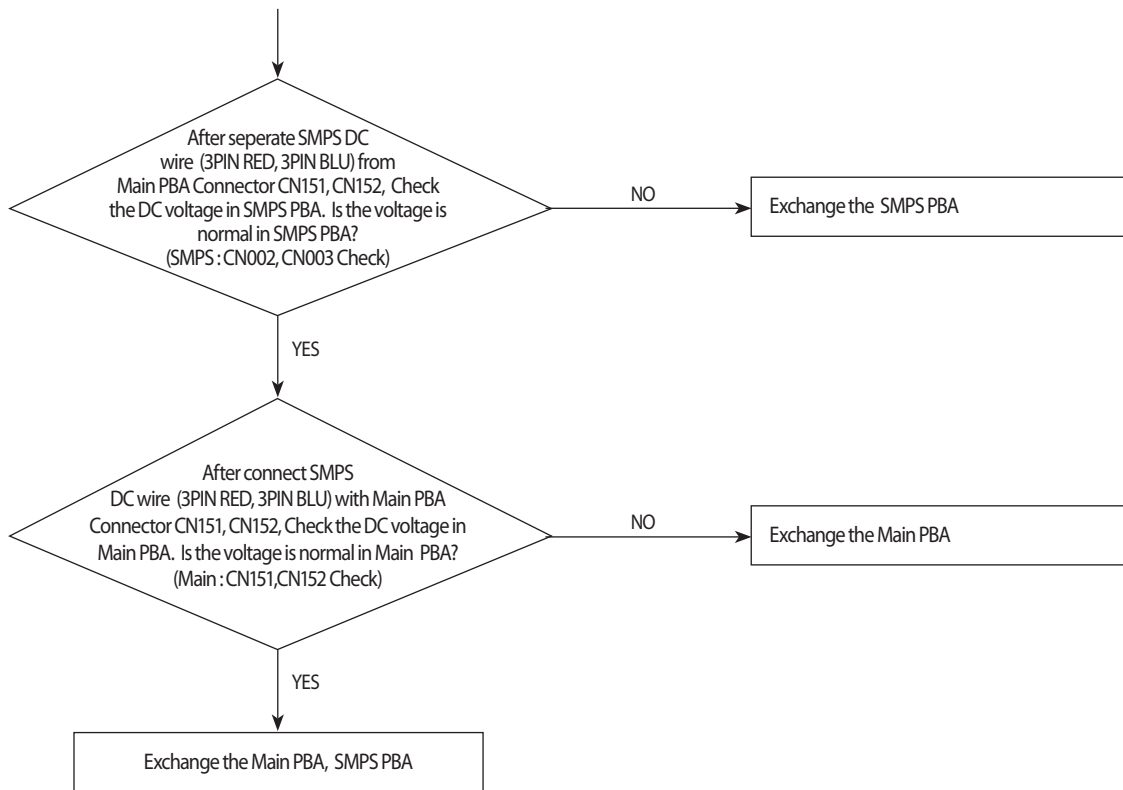 After seperate SMPS DC
wire (3PIN RED, 3PIN BLU) from
Main PBA Connector CN151, CN152, Check
the DC voltage in SMPS PBA. Is the voltage is
normal in SMPS PBA?
(SMPS : CN002, CN003 Check)
NO
Exchange the SMPS PBA
YES
After connect SMPS
DC wire (3PIN RED, 3PIN BLU) with Main PBA
Connector CN151, CN152, Check the DC voltage in
Main PBA. Is the voltage is normal in Main PBA?
(Main : CN151,CN152 Check)
NO
Exchange the Main PBA
YES
Exchange the Main PBA, SMPS PBA